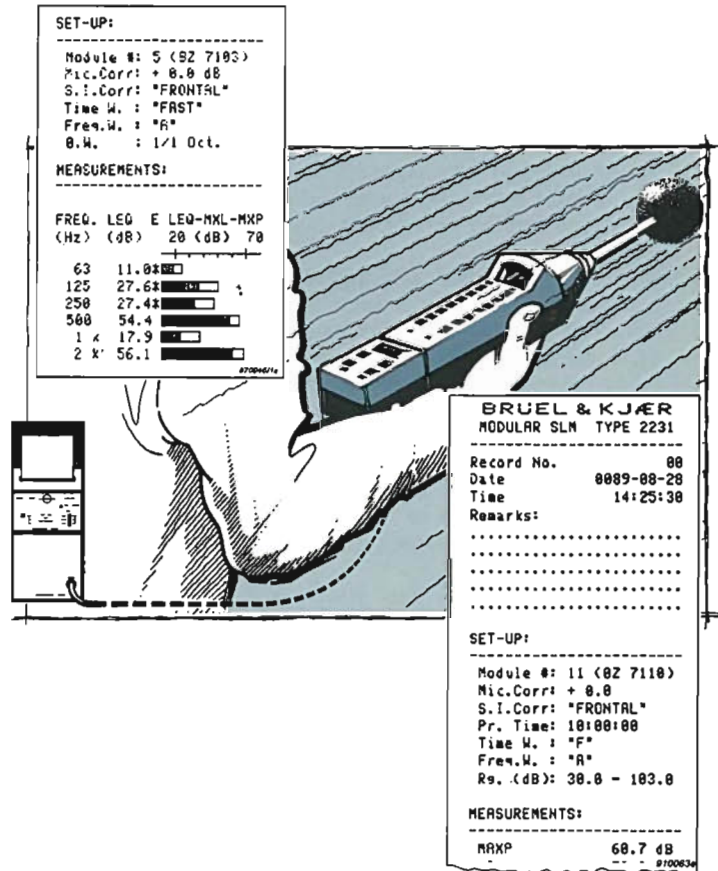 SET-UP:
Module #: 5 (BZ 7103)
Mic.Corr: + 0.0 dB
S.I.Corr: "FRONTAL"
Time W. : "FAST"
Freq.W. : "A"
B.W. : 1/1 Oct.
MEASUREMENTS:
FREQ. LEQ E LEQ-MXL-MXP
(Hz) (dB) 20 (dB) 70
63 11.0*
125 27.6*
250 27.4*
500 54.4
1 K 17.9
2 K 56.1
BRÜEL & KJÆR
MODULAR SLM TYPE 2231
Record No. 00
Date 0089-08-28
Time 14:25:30
Remarks:
SET-UP:
Module #: 11 (BZ 7110)
Mic.Corr: + 0.0
S.I.Corr: "FRONTAL"
Pr. Time: 10:00:00
Time W. : "F"
Freq.W. : "A"
Rg. (dB): 30.0 - 103.0
MEASUREMENTS:
MAXP 60.7 dB